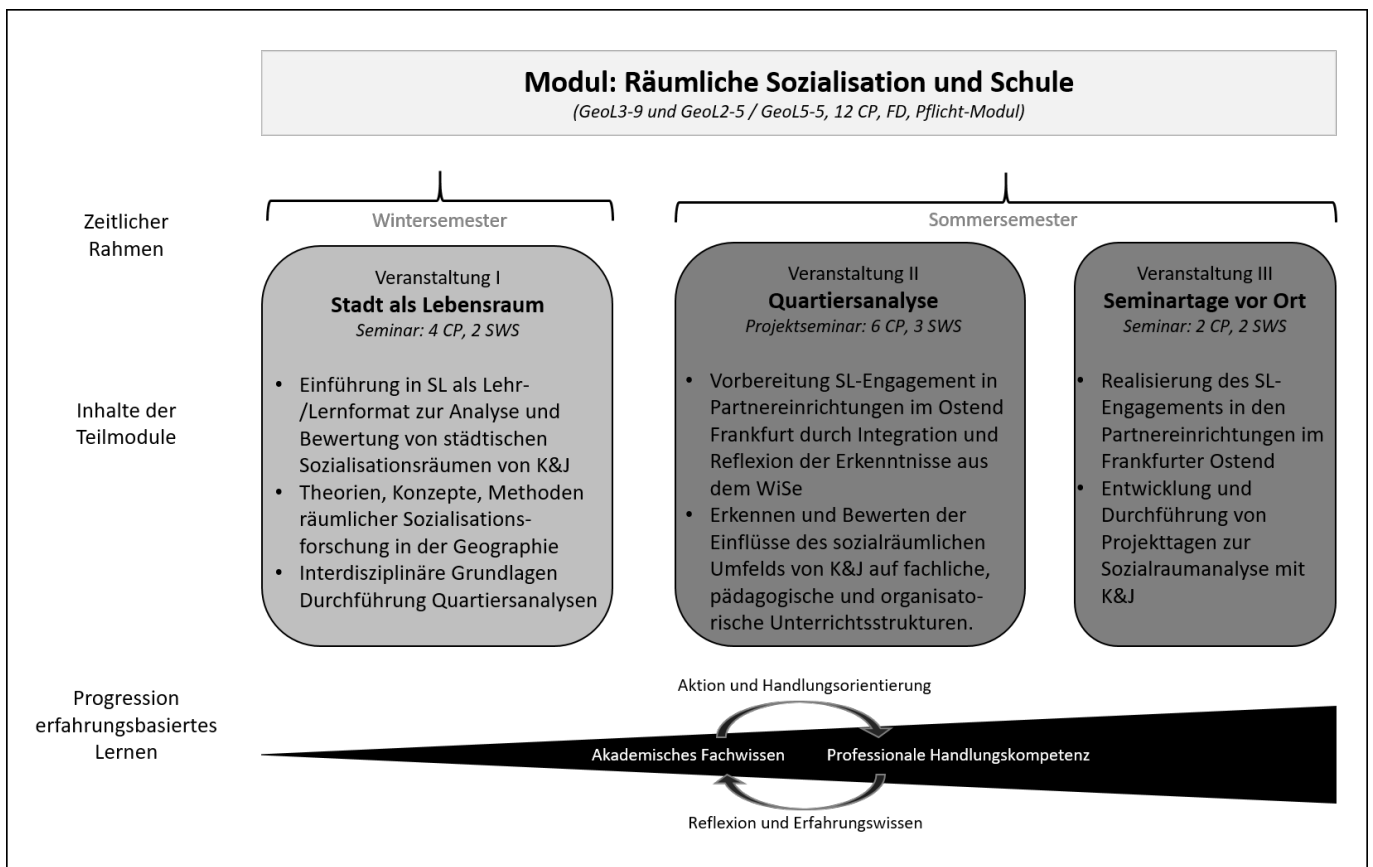 Modul: Räumliche Sozialisation und Schule
(GeoL3-9 und GeoL2-5 / GeoL5-5, 12 CP, FD, Pflicht-Modul)
Zeitlicher
Rahmen
Wintersemester
Sommersemester
Inhalte der
Teilmodule
Veranstaltung I
Stadt als Lebensraum
Seminar: 4 CP, 2 SWS
• Einführung in SL als Lehr-
/Lernformat zur Analyse und
Bewertung von städtischen
Sozialisationsräumen von K&J
• Theorien, Konzepte, Methoden
räumlicher Sozialisations-
forschung in der Geographie
• Interdisziplinäre Grundlagen
Durchführung Quartiersanalysen
Veranstaltung II
Quartiersanalyse
Projektseminar: 6 CP, 3 SWS
• Vorbereitung SL-Engagement in
Partnereinrichtungen im Ostend
Frankfurt durch Integration und
Reflexion der Erkenntnisse aus
dem WiSe
• Erkennen und Bewerten der
Einflüsse des sozialräumlichen
Umfelds von K&J auf fachliche,
pädagogische und organisato-
rische Unterrichtsstrukturen.
Veranstaltung III
Seminartage vor Ort
Seminar: 2 CP, 2 SWS
• Realisierung des SL-
Engagements in den
Partnereinrichtungen im
Frankfurter Ostend
• Entwicklung und
Durchführung von
Projekttagen zur
Sozialraumanalyse mit
K&J
Progression
erfahrungsbasiertes
Lernen
Aktion und Handlungsorientierung
Akademisches Fachwissen
Professionale Handlungskompetenz
Reflexion und Erfahrungswissen